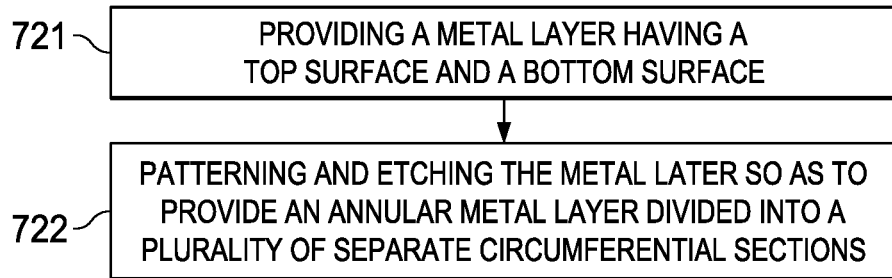 721
PROVIDING A METAL LAYER HAVING A
TOP SURFACE AND A BOTTOM SURFACE
722
PATTERNING AND ETCHING THE METAL LATER SO AS TO
PROVIDE AN ANNULAR METAL LAYER DIVIDED INTO A
PLURALITY OF SEPARATE CIRCUMFERENTIAL SECTIONS